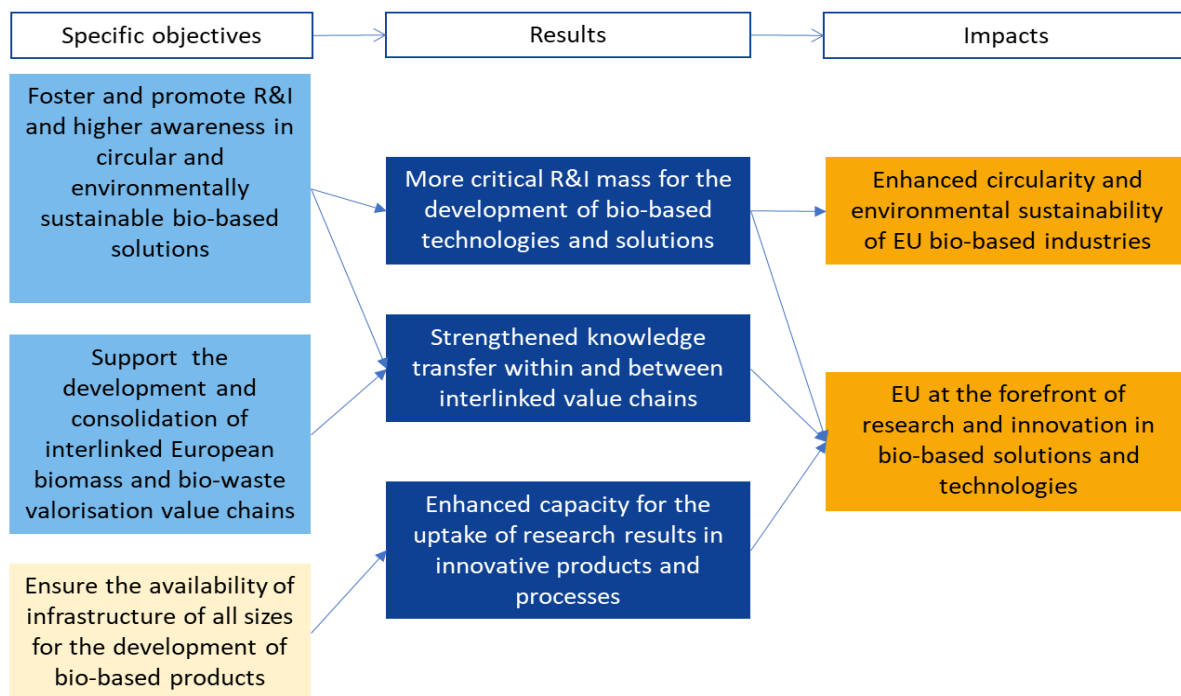 Specific objectives
Results
Impacts
Foster and promote R&I
and higher awareness in
circular and
environmentally
sustainable bio-based
solutions
Support the
development and
consolidation of
interlinked European
biomass and bio-waste
valorisation value chains
Ensure the availability of
infrastructure of all sizes
for the development of
bio-based products
More critical R&I mass for the
development of bio-based
technologies and solutions
Strengthened knowledge
transfer within and between
interlinked value chains
Enhanced capacity for the
uptake of research results in
innovative products and
processes
Enhanced circularity and
environmental sustainability
of EU bio-based industries
EU at the forefront of
research and innovation in
bio-based solutions and
technologies